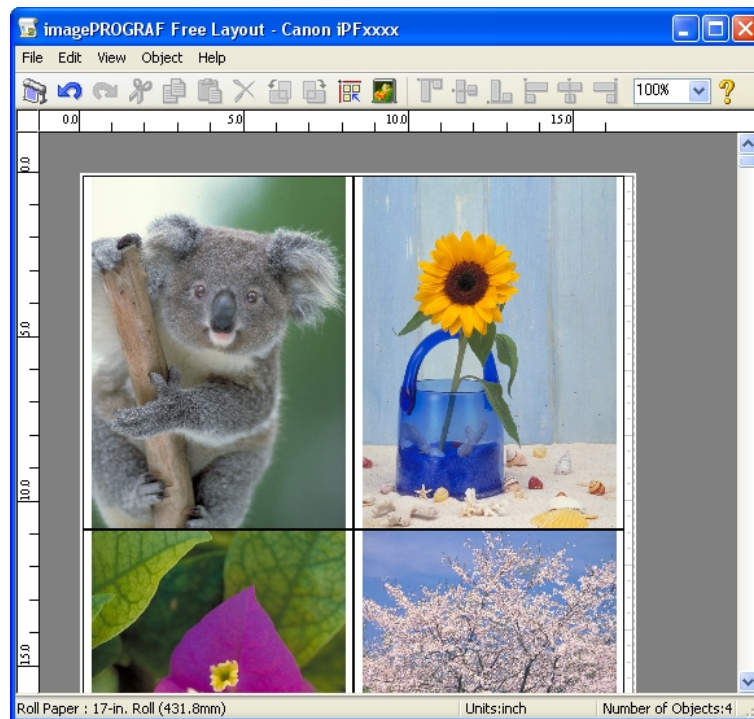 imagePROGRAF Free Layout - Canon iPFxxxx
File Edit View Object Help
100%
0.0 5.0 10.0 15.0
0.0
5.0
10.0
15.0
Roll Paper : 17-in. Roll (431.8mm) Units:inch Number of Objects:4